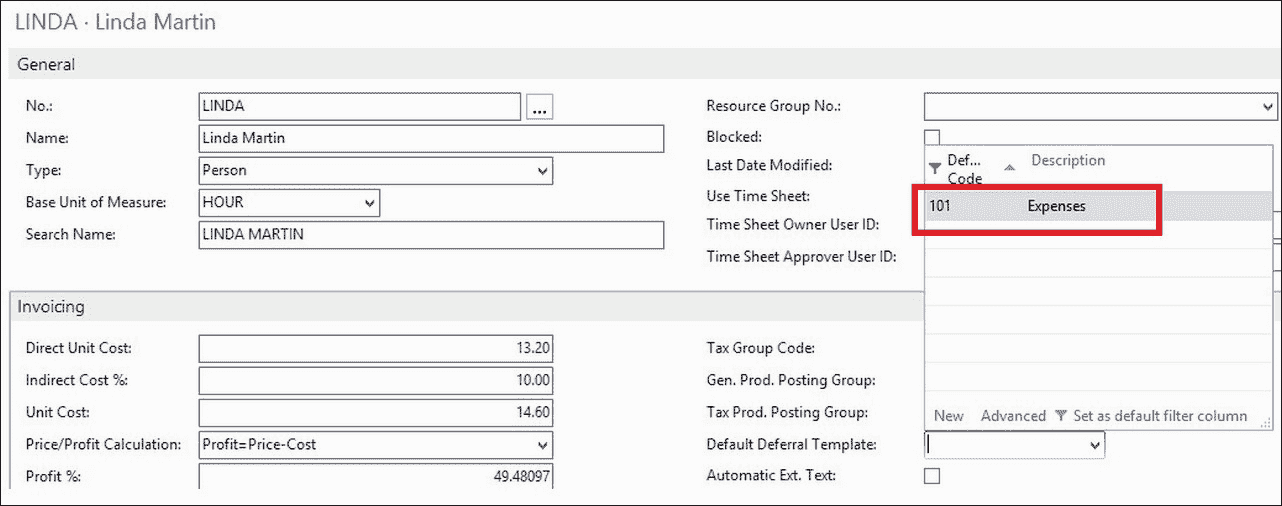 LINDA · Linda Martin
General
No.: LINDA ...
Name: Linda Martin
Type: Person
Base Unit of Measure: HOUR
Search Name: LINDA MARTIN
Resource Group No.:
Blocked:
Last Date Modified:
Use Time Sheet:
Time Sheet Owner User ID:
Time Sheet Approver User ID:
Def... Description
Code
101 Expenses
New Advanced Set as default filter column
Invoicing
Direct Unit Cost: 13.20
Indirect Cost %: 10.00
Unit Cost: 14.60
Price/Profit Calculation: Profit=Price-Cost
Profit %: 49.48097
Tax Group Code:
Gen. Prod. Posting Group:
Tax Prod. Posting Group:
Default Deferral Template:
Automatic Ext. Text: